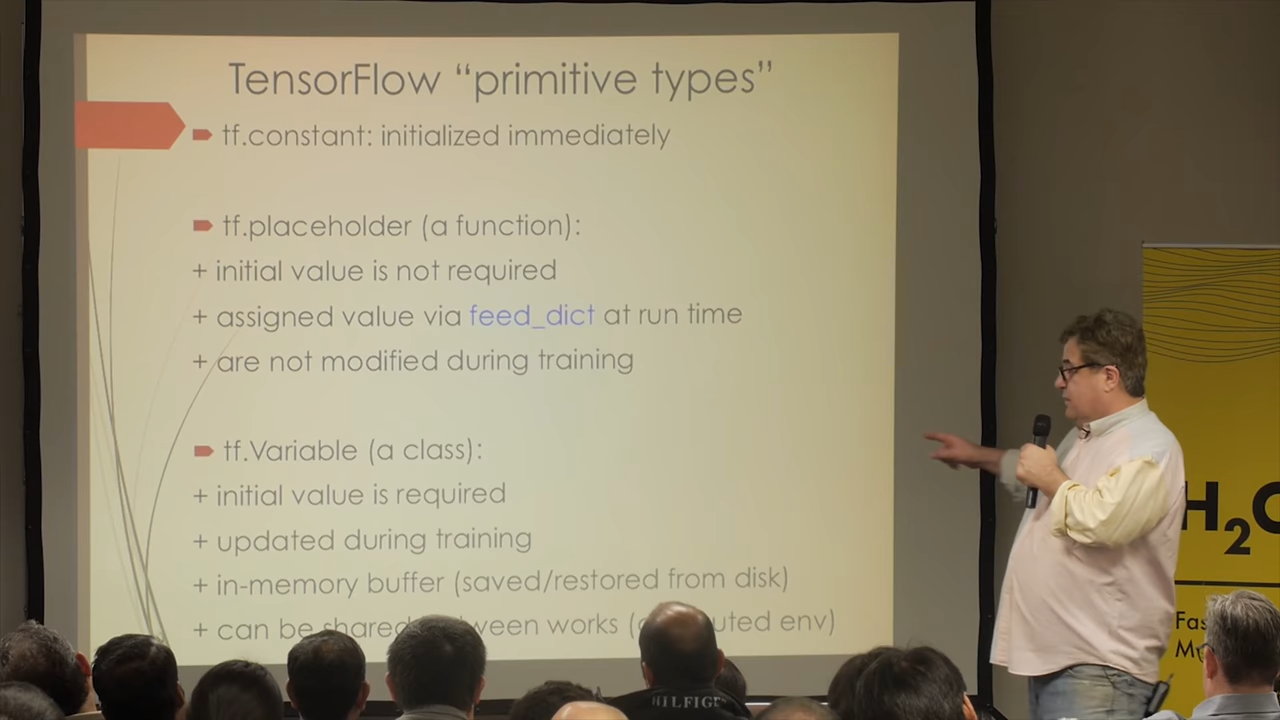 TensorFlow “primitive types”
tf.constant: initialized immediately
tf.placeholder (a function):
+ initial value is not required
+ assigned value via feed_dict at run time
+ are not modified during training
tf.Variable (a class):
+ initial value is required
+ updated during training
+ in-memory buffer (saved/restored from disk)
+ can be shared works env)
H2O
HILFIGE